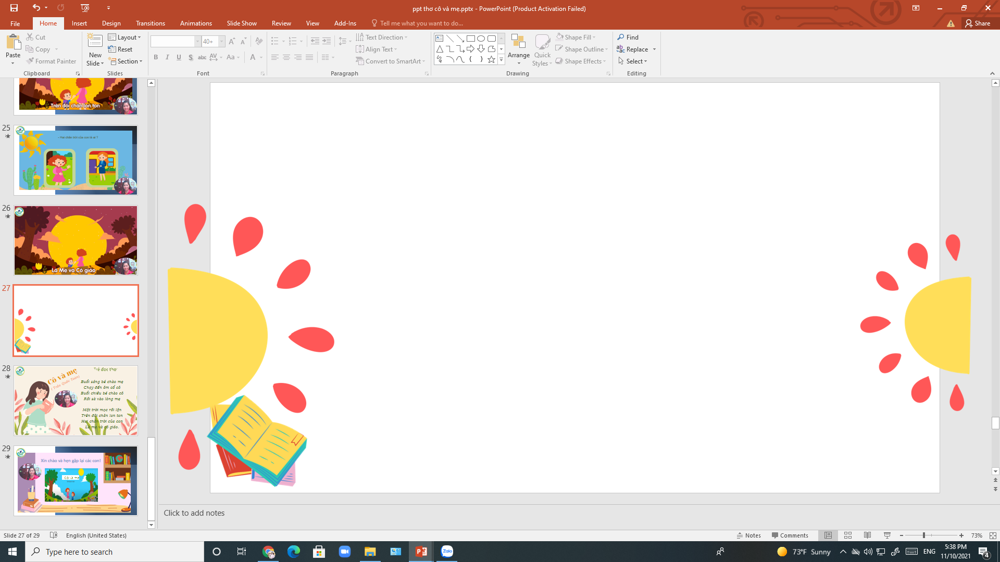 ppt thơ cô và mẹ.pptx - PowerPoint (Product Activation Failed)
File Home Insert Design Transitions Animations Slide Show Review View Add-Ins Tell me what you want to do... Share
Paste
Cut
Copy
Format Painter
Clipboard
New Slide
Layout
Reset
Section
Slides
40+
B I U S abc AV Aa A
Font
Text Direction
Align Text
Convert to SmartArt
Paragraph
Arrange
Quick Styles
Shape Fill
Shape Outline
Shape Effects
Drawing
Find
Replace
Select
Editing
Trên đôi chân lon ton
25
- Hai chân trời của con là ai ?
26
Là Mẹ và Cô giáo
27
28
Cô và mẹ
( Trần Quốc Toàn)
Trẻ đọc thơ
Buổi sáng bé chào mẹ
Chạy đến ôm cổ cô
Buổi chiều bé chào cô
Rồi sà vào lòng mẹ
Mặt trời mọc rồi lặn
Trên đôi chân lon ton
Hai chân trời của con
Là mẹ và cô giáo.
29
Xin chào và hẹn gặp lại các con!
Cô và mẹ
Click to add notes
Slide 27 of 29 English (United States) Notes Comments 73%
Type here to search
Zalo
73°F Sunny
ENG
5:38 PM
11/10/2021
4